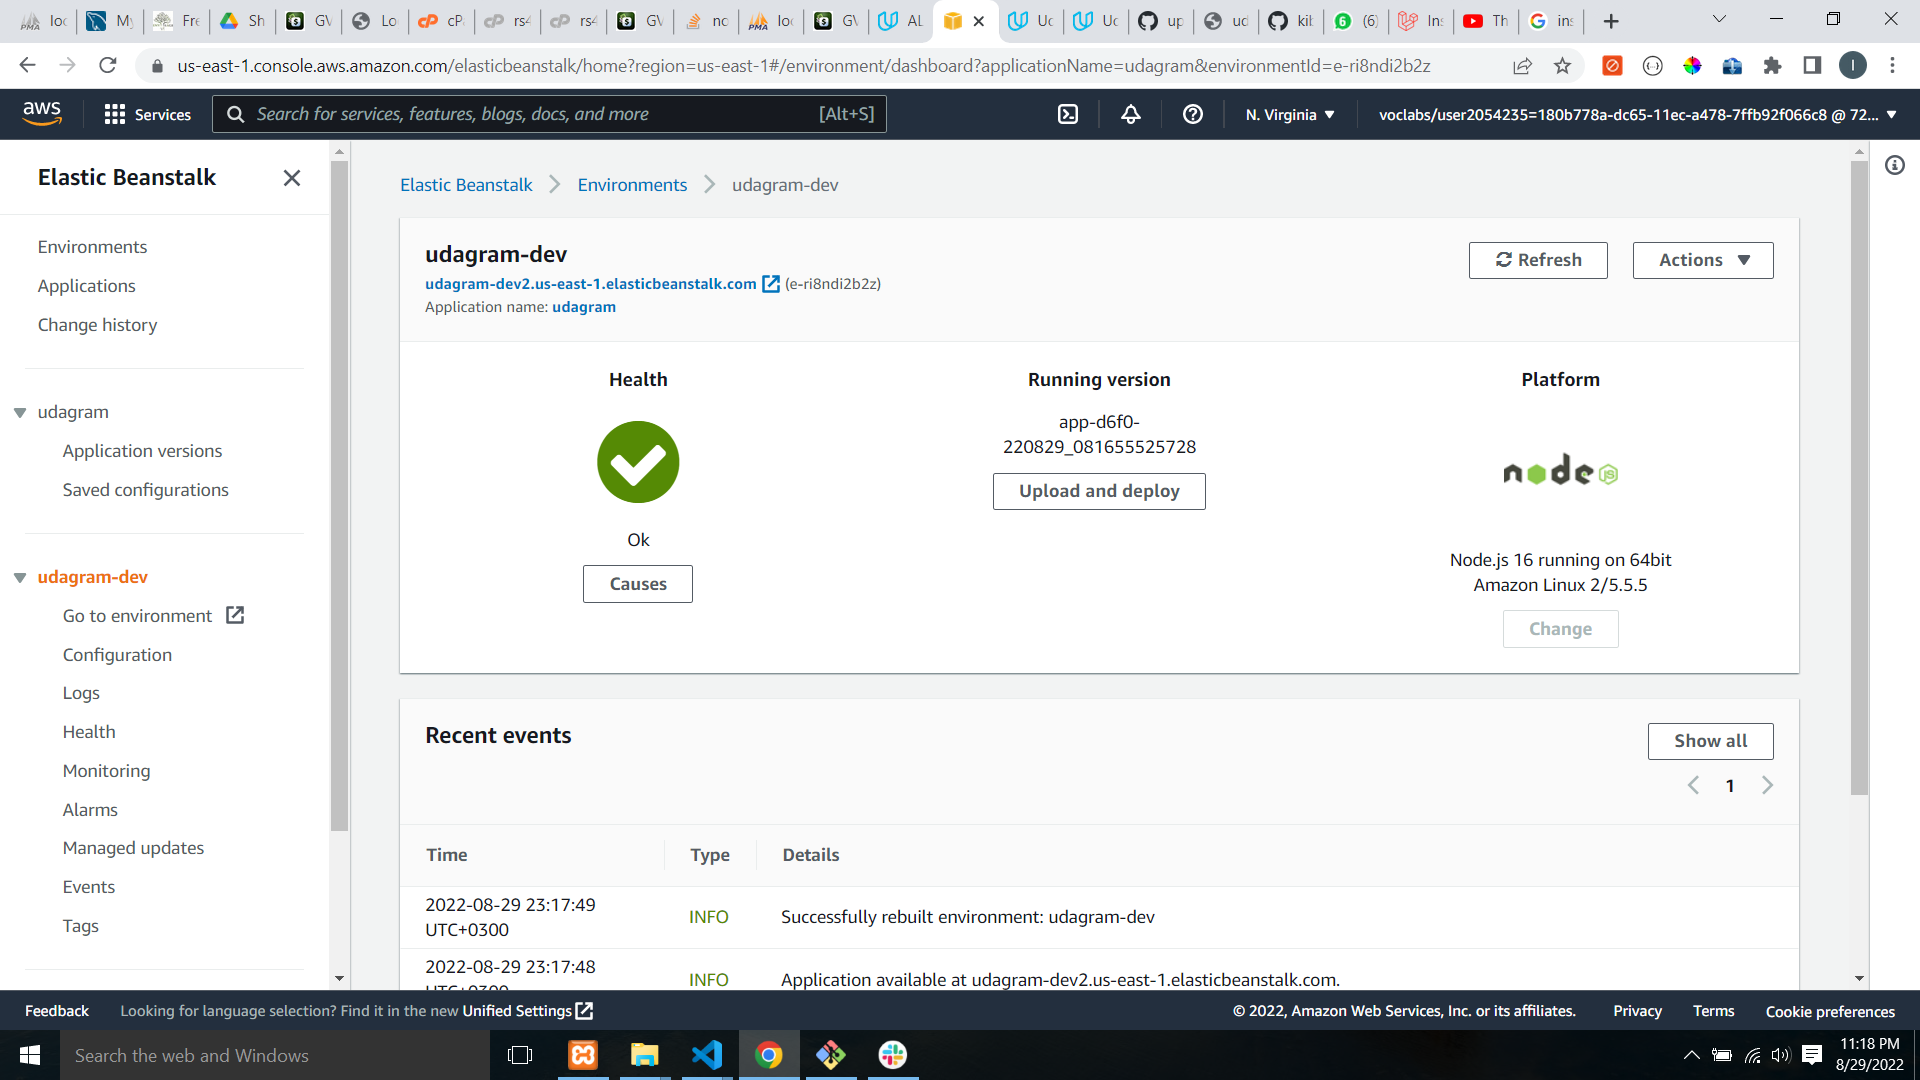 loc
My
Fre
Sh
GV
Lo
cP
rs4
rs4
GV
no
loc
GV
AL
Uc
Uc
up
ud
kib
(6)
Ins
Th
ins
us-east-1.console.aws.amazon.com/elasticbeanstalk/home?region=us-east-1#/environment/dashboard?applicationName=udagram&environmentId=e-ri8ndi2b2z
I
aws
Services
Search for services, features, blogs, docs, and more
[Alt+S]
N. Virginia
voclabs/user2054235=180b778a-dc65-11ec-a478-7ffb92f066c8 @ 72...
Elastic Beanstalk
Environments
Applications
Change history
udagram
Application versions
Saved configurations
udagram-dev
Go to environment
Configuration
Logs
Health
Monitoring
Alarms
Managed updates
Events
Tags
Elastic Beanstalk
Environments
udagram-dev
udagram-dev
udagram-dev2.us-east-1.elasticbeanstalk.com (e-ri8ndi2b2z)
Application name: udagram
Refresh
Actions
Health
Ok
Causes
Running version
app-d6f0-
220829_081655525728
Upload and deploy
Platform
node JS
Node.js 16 running on 64bit
Amazon Linux 2/5.5.5
Change
Recent events
Show all
1
Time
Type
Details
2022-08-29 23:17:49
UTC+0300
INFO
Successfully rebuilt environment: udagram-dev
2022-08-29 23:17:48
UTC+0300
INFO
Application available at udagram-dev2.us-east-1.elasticbeanstalk.com.
Feedback
Looking for language selection? Find it in the new Unified Settings
© 2022, Amazon Web Services, Inc. or its affiliates.
Privacy
Terms
Cookie preferences
Search the web and Windows
11:18 PM
8/29/2022